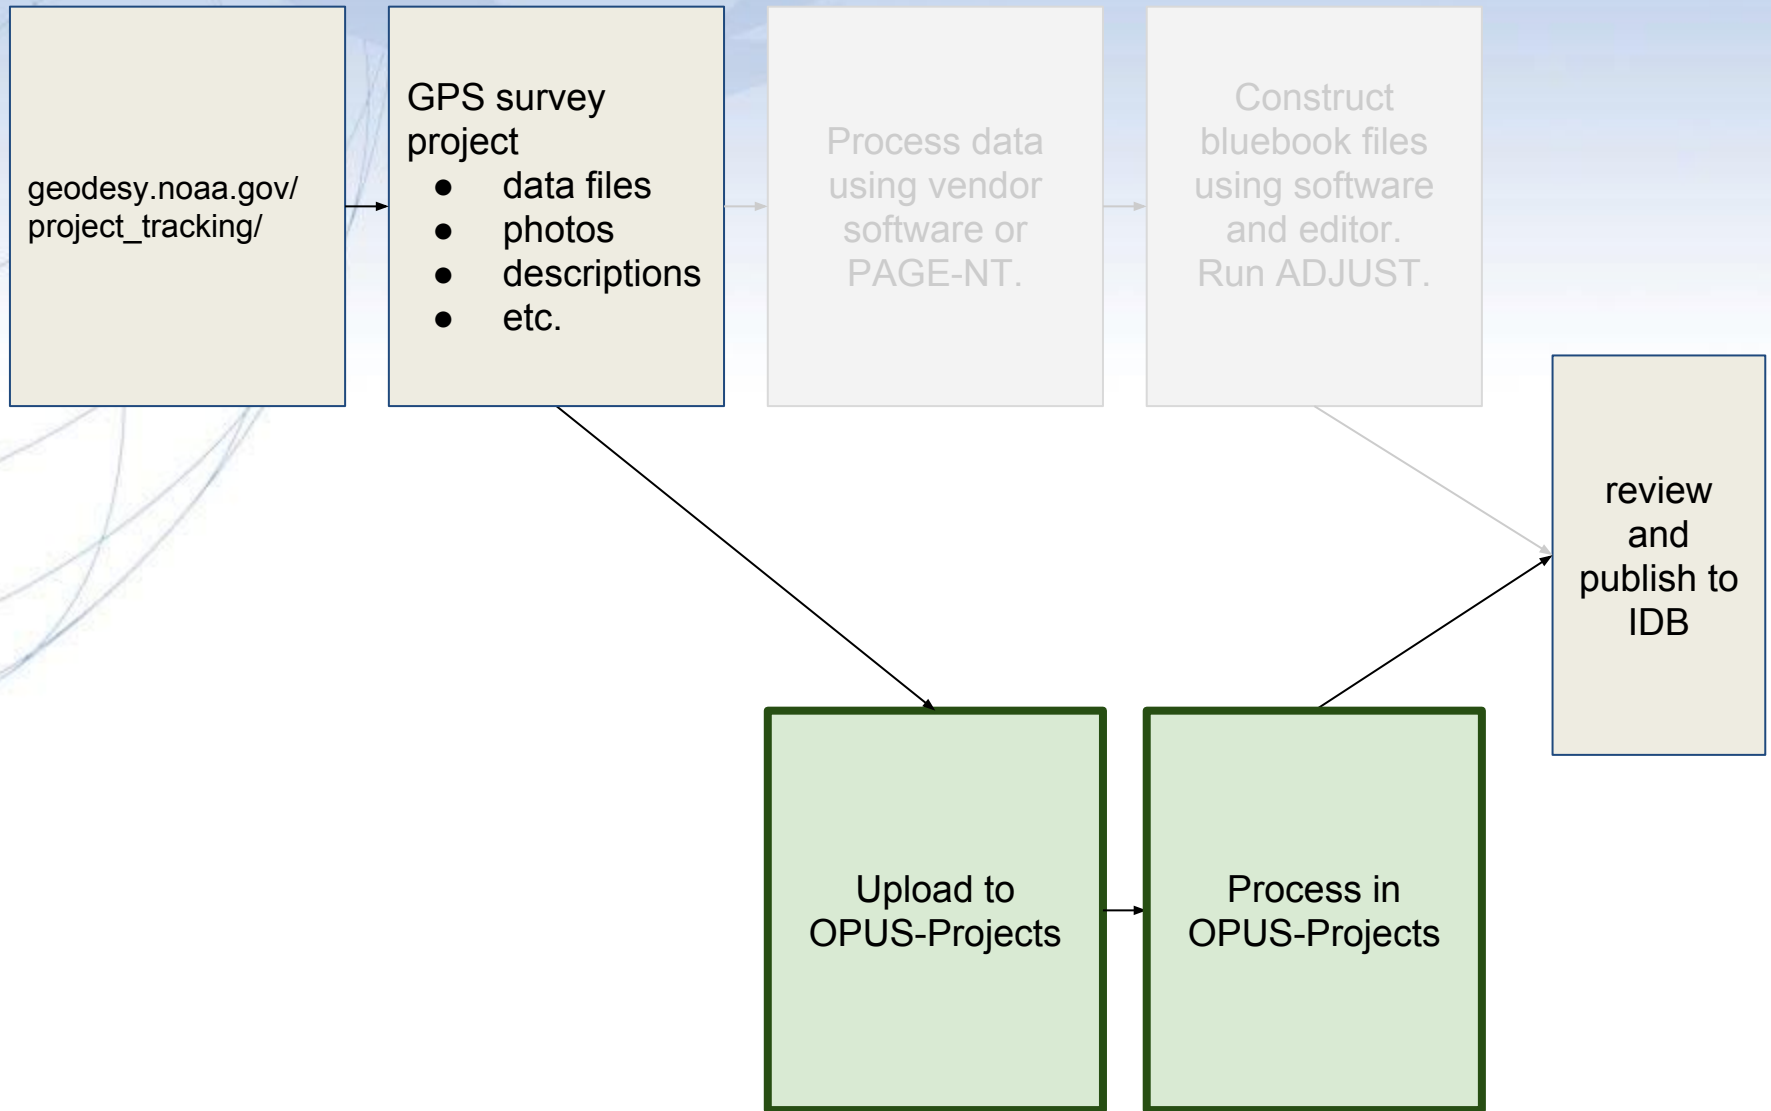 geodesy.noaa.gov/
project_tracking/
GPS survey
project
● data files
● photos
● descriptions
● etc.
Process data
using vendor
software or
PAGE-NT.
Construct
bluebook files
using software
and editor.
Run ADJUST.
review
and
publish to
IDB
Upload to
OPUS-Projects
Process in
OPUS-Projects